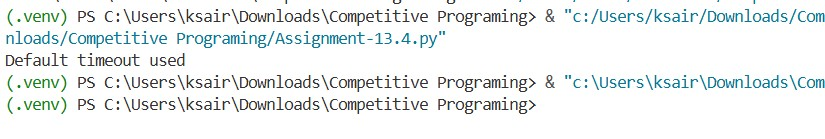 (.venv) PS C:\Users\ksair\Downloads\Competitive Programing> & "c:/Users/ksair/Downloads/Com
nloads/Competitive Programing/Assignment-13.4.py"
Default timeout used
(.venv) PS C:\Users\ksair\Downloads\Competitive Programing> & "c:\Users\ksair\Downloads\Com
(.venv) PS C:\Users\ksair\Downloads\Competitive Programing>